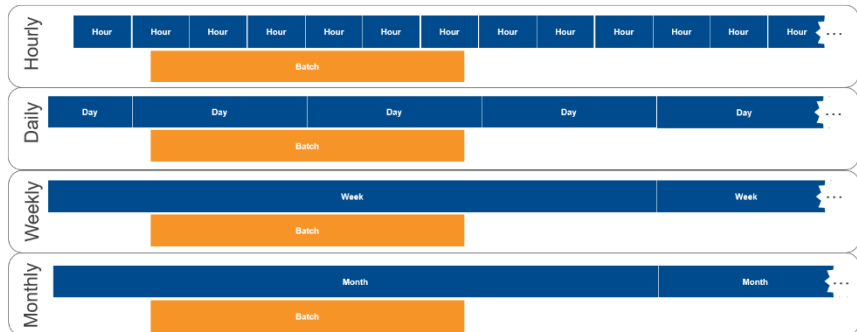 Hourly
Hour Hour Hour Hour Hour Hour Hour Hour Hour Hour Hour Hour Hour ...
Batch
Daily
Day Day Day Day Day ...
Batch
Weekly
Week Week ...
Batch
Monthly
Month Month ...
Batch